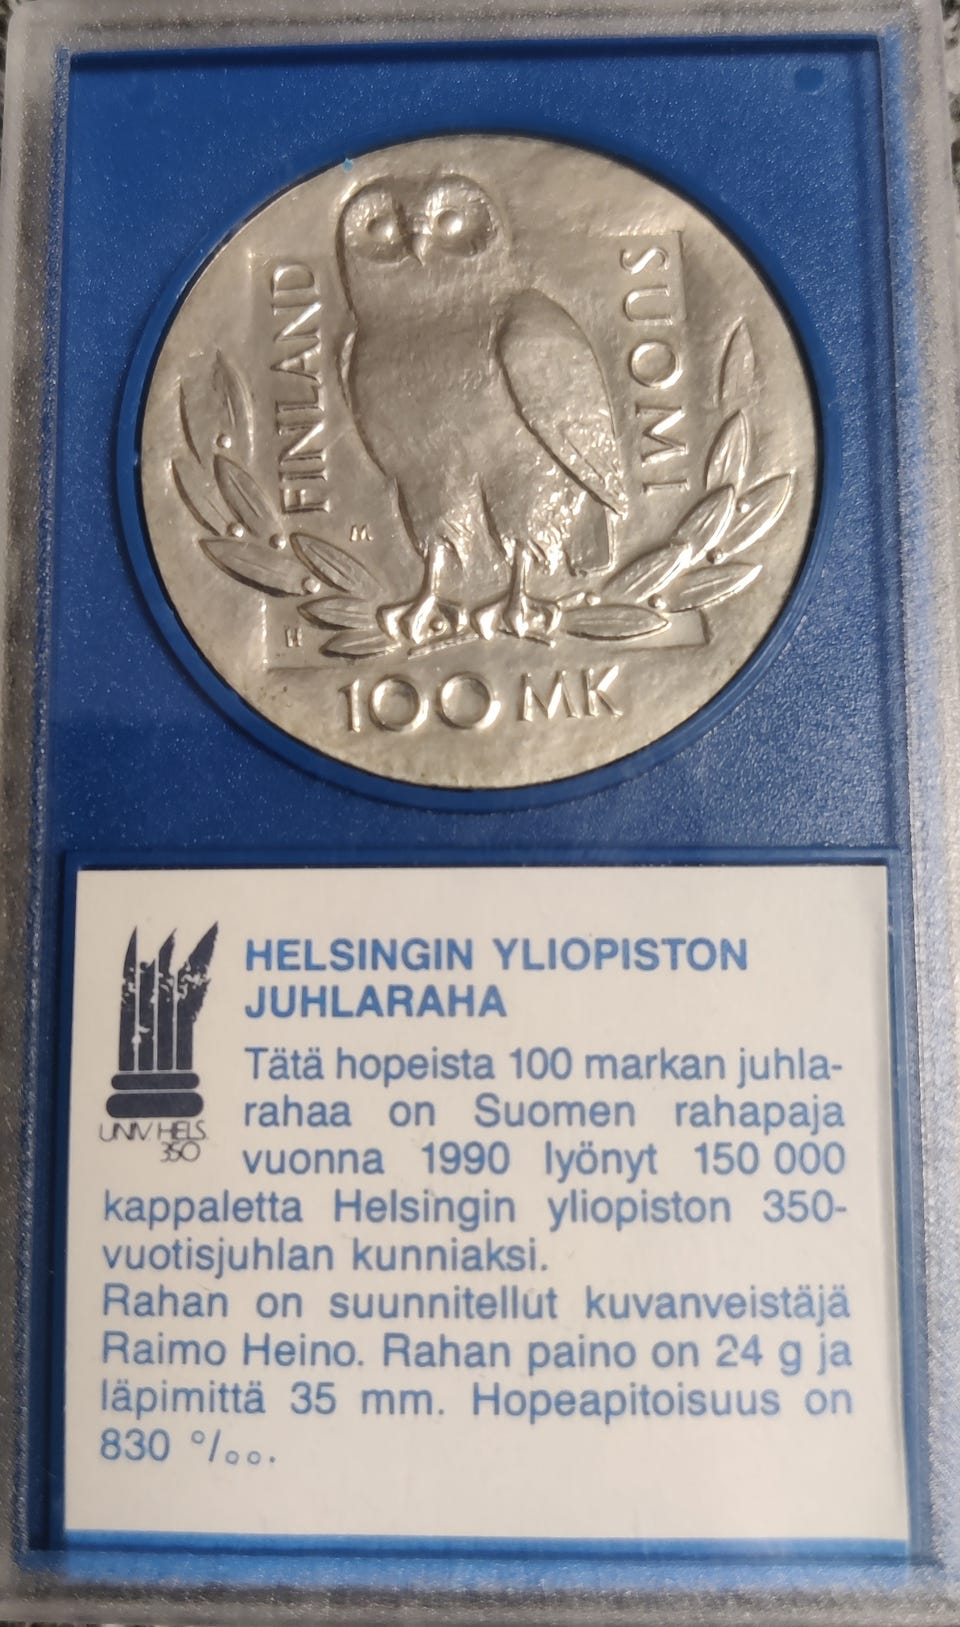 FINLAND
SUOMI
M
H
100 MK
UNIV. HELS.
350
HELSINGIN YLIOPISTON
JUHLARAHA
Tätä hopeista 100 markan juhla-
rahaa on Suomen rahapaja
vuonna 1990 lyönyt 150 000
kappaletta Helsingin yliopiston 350-
vuotisjuhlan kunniaksi.
Rahan on suunnitellut kuvanveistäjä
Raimo Heino. Rahan paino on 24 g ja
läpimittä 35 mm. Hopeapitoisuus on
830 ‰.